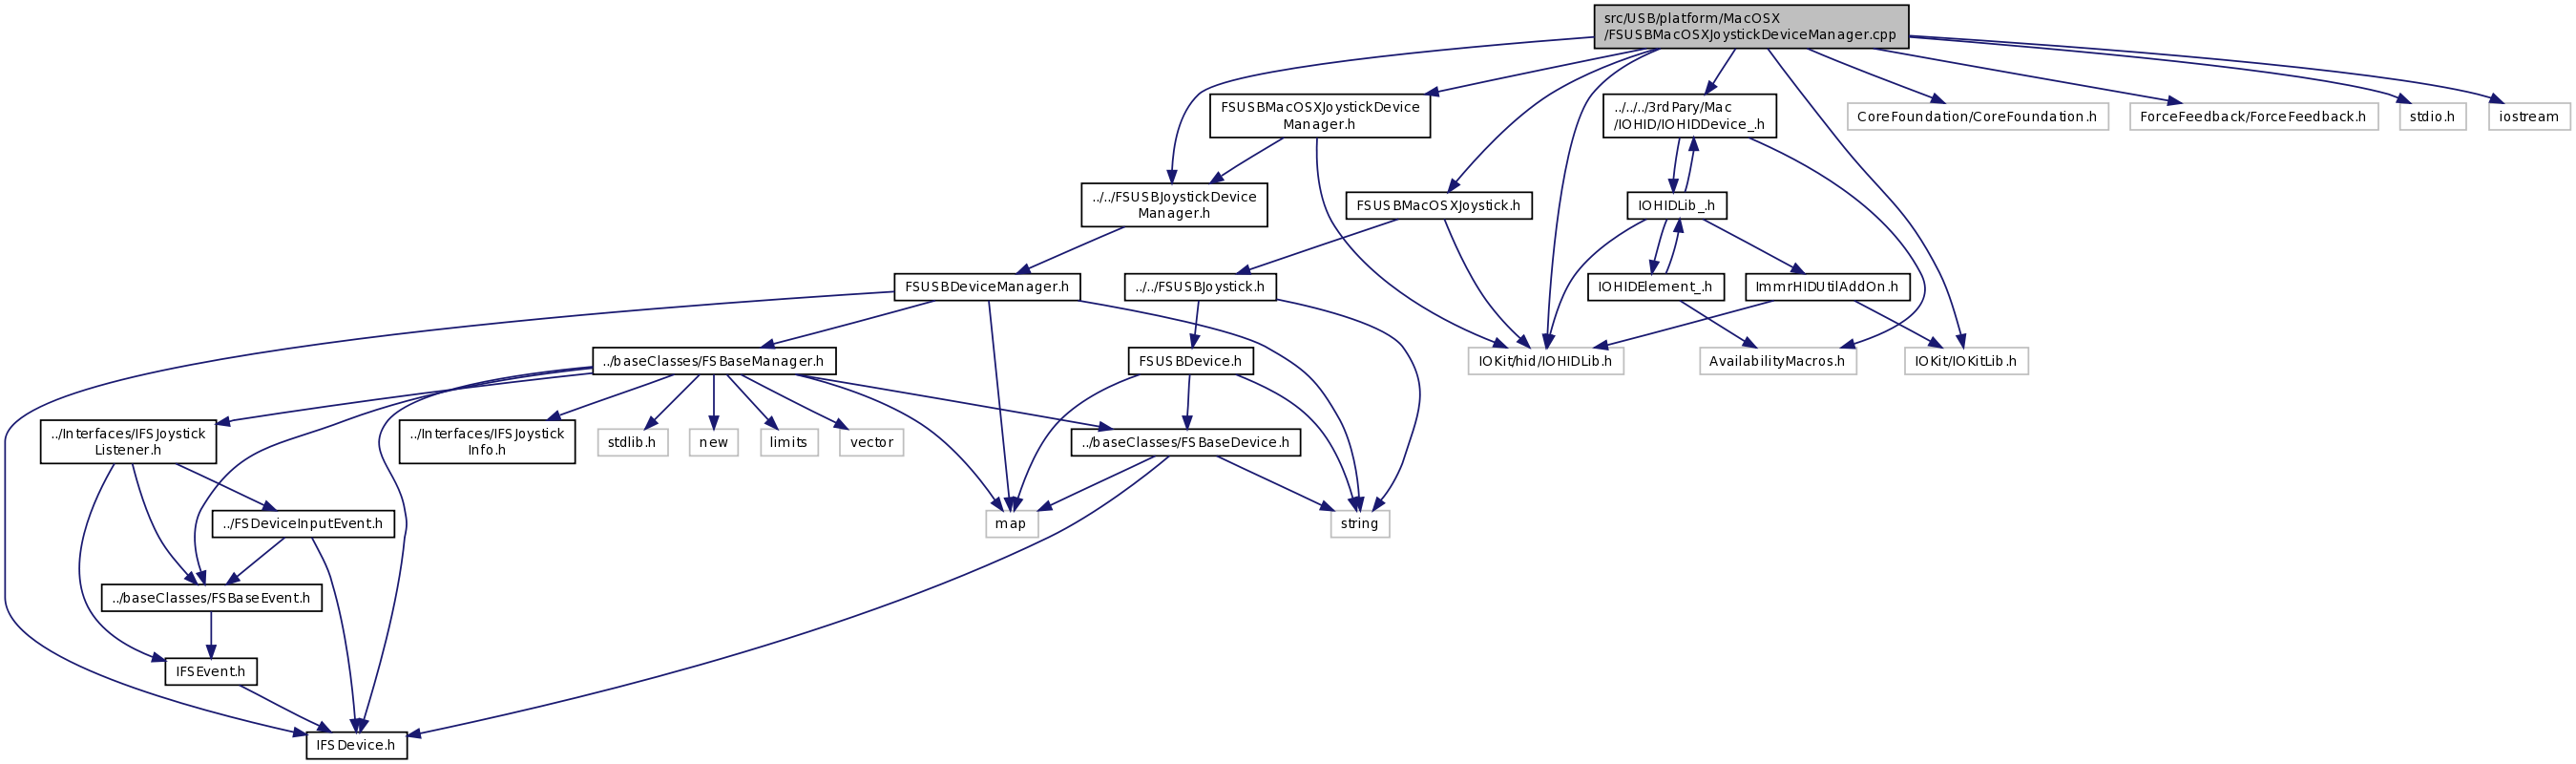 src/USB/platform/MacOSX
/FSUSBMacOSXJoystickDeviceManager.cpp
FSUSBMacOSXJoystickDevice
Manager.h
../../../3rdPary/Mac
/IOHID/IOHIDDevice_.h
CoreFoundation/CoreFoundation.h
ForceFeedback/ForceFeedback.h
stdio.h
iostream
../../FSUSBJoystickDevice
Manager.h
FSUSBMacOSXJoystick.h
IOHIDLib_.h
FSUSBDeviceManager.h
../../FSUSBJoystick.h
IOHIDElement_.h
ImmrHIDUtilAddOn.h
../baseClasses/FSBaseManager.h
FSUSBDevice.h
IOKit/hid/IOHIDLib.h
AvailabilityMacros.h
IOKit/IOKitLib.h
../Interfaces/IFSJoystick
Listener.h
../Interfaces/IFSJoystick
Info.h
stdlib.h
new
limits
vector
../baseClasses/FSBaseDevice.h
../FSDeviceInputEvent.h
map
string
../baseClasses/FSBaseEvent.h
IFSEvent.h
IFSDevice.h